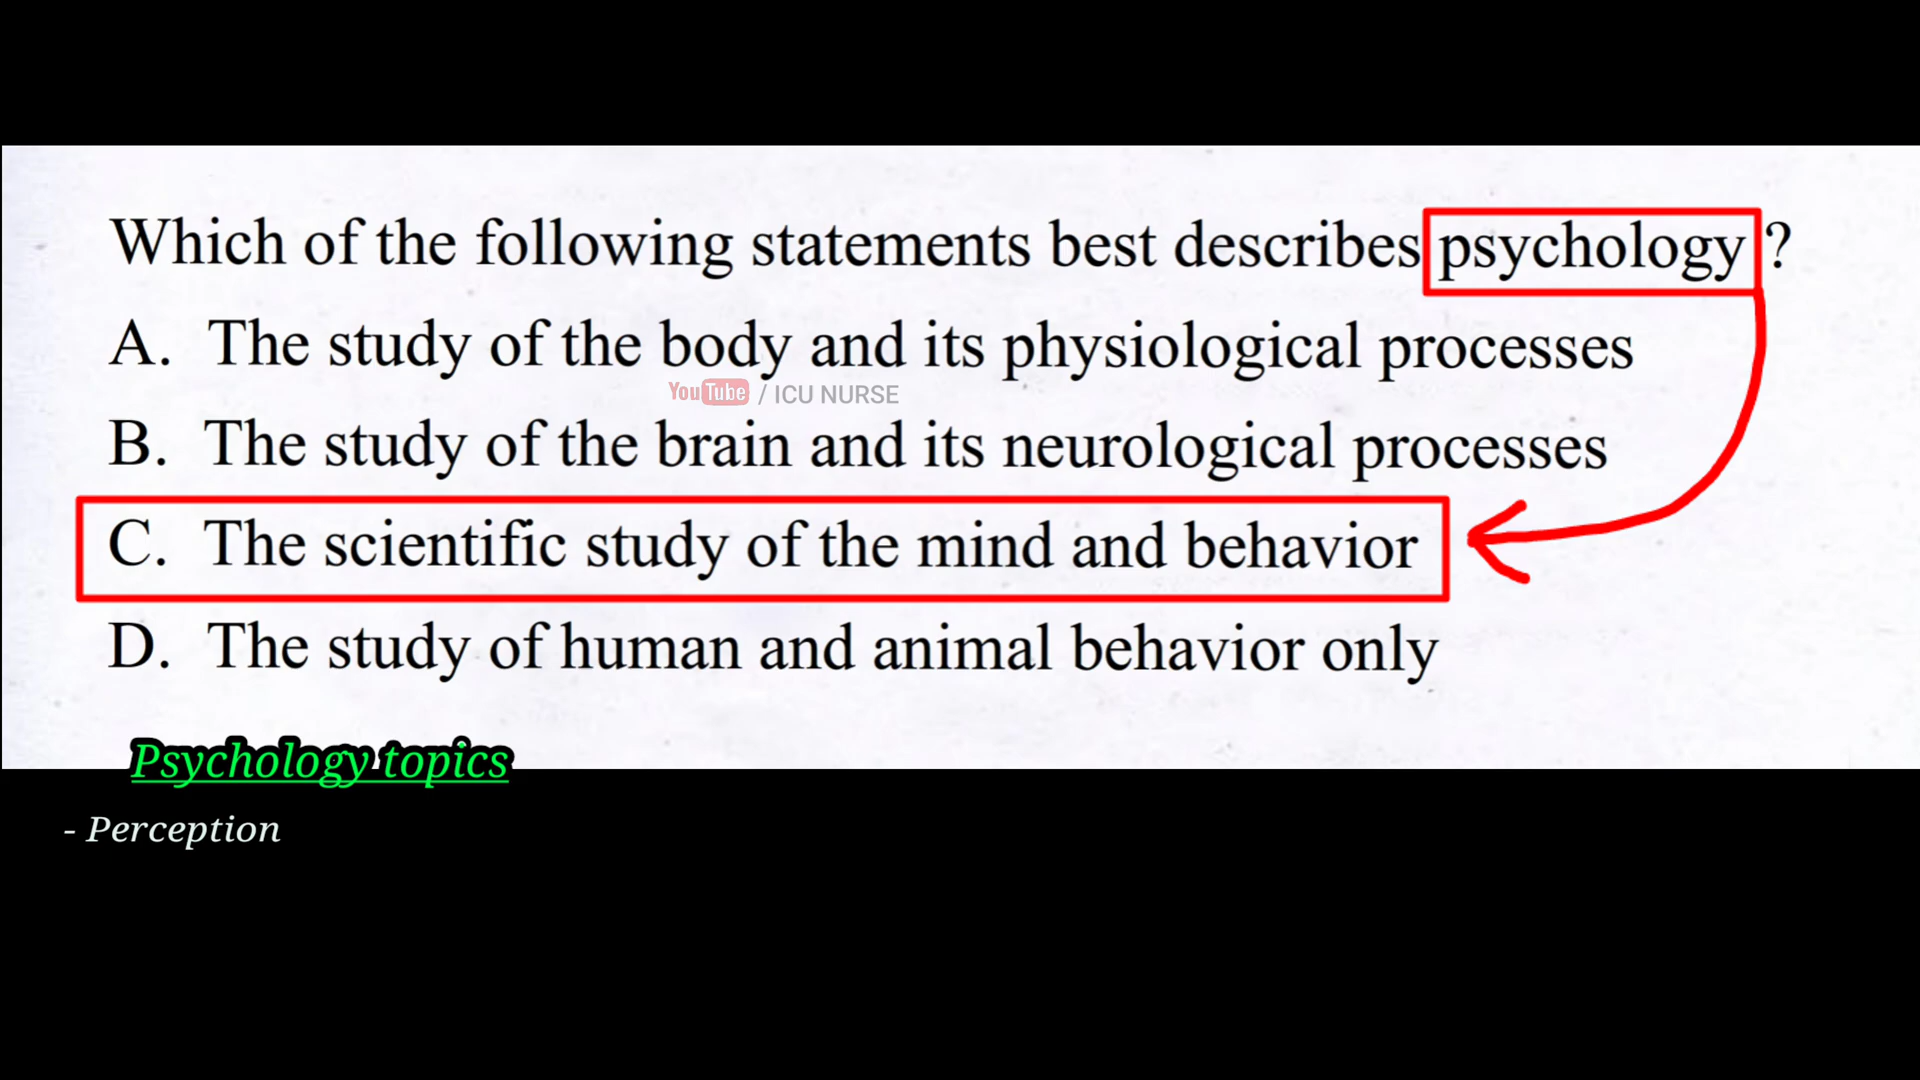 Which of the following statements best describes psychology ?
A. The study of the body and its physiological processes
YouTube / ICU NURSE
B. The study of the brain and its neurological processes
C. The scientific study of the mind and behavior
D. The study of human and animal behavior only
Psychology topics
- Perception